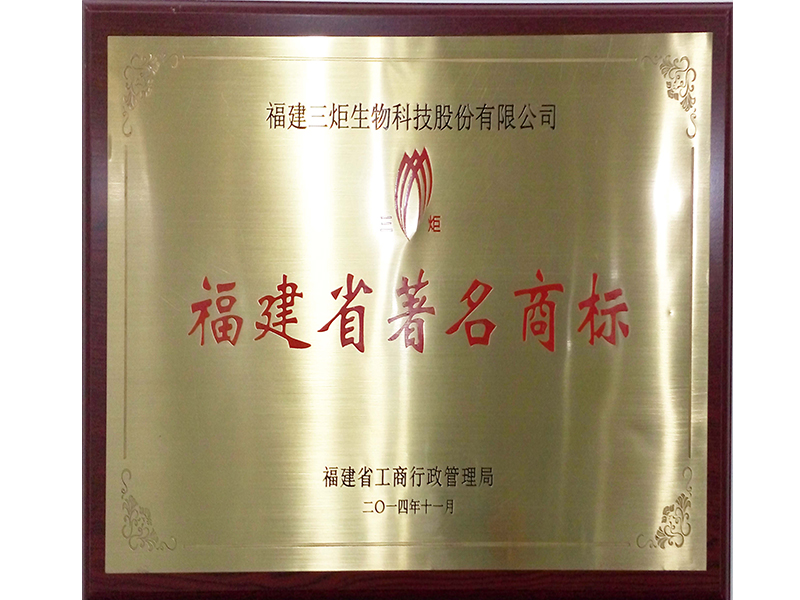 福建三炬生物科技股份有限公司
三 炬
福建省著名商标
福建省工商行政管理局
二〇一四年十一月